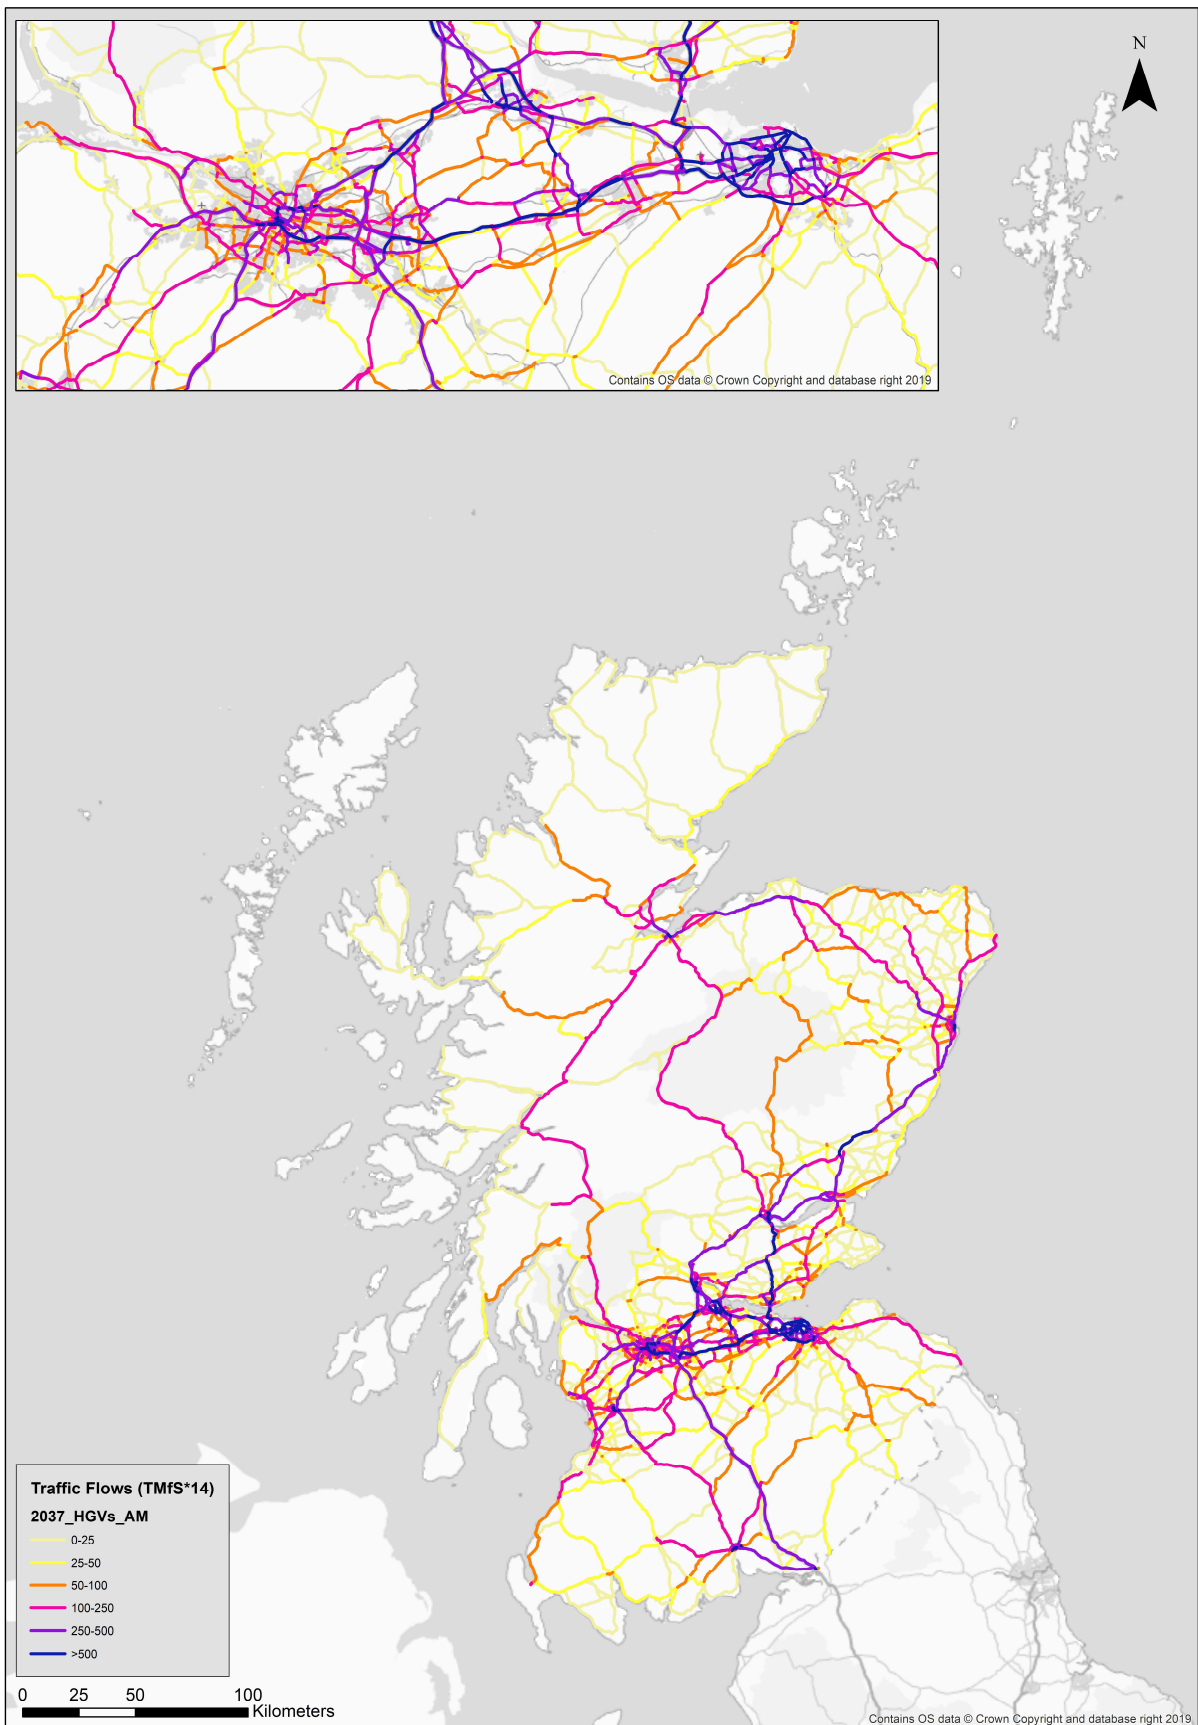 Contains OS data © Crown Copyright and database right 2019
N
Traffic Flows (TMfS*14)
2037_HGVs_AM
0-25
25-50
50-100
100-250
250-500
>500
0 25 50 100
Kilometers
Contains OS data © Crown Copyright and database right 2019